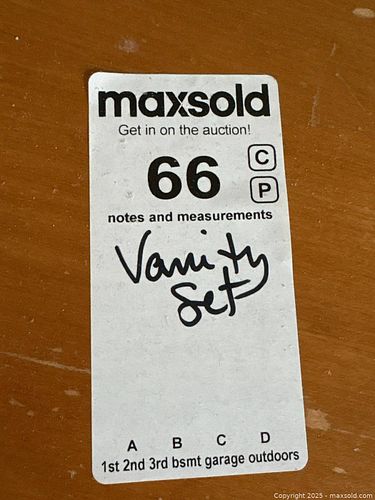 maxsold
Get in on the auction!
66
C
P
notes and measurements
Vanity
Set
A B C D
1st 2nd 3rd bsmt garage outdoors
Copyright 2025 - maxsold.com